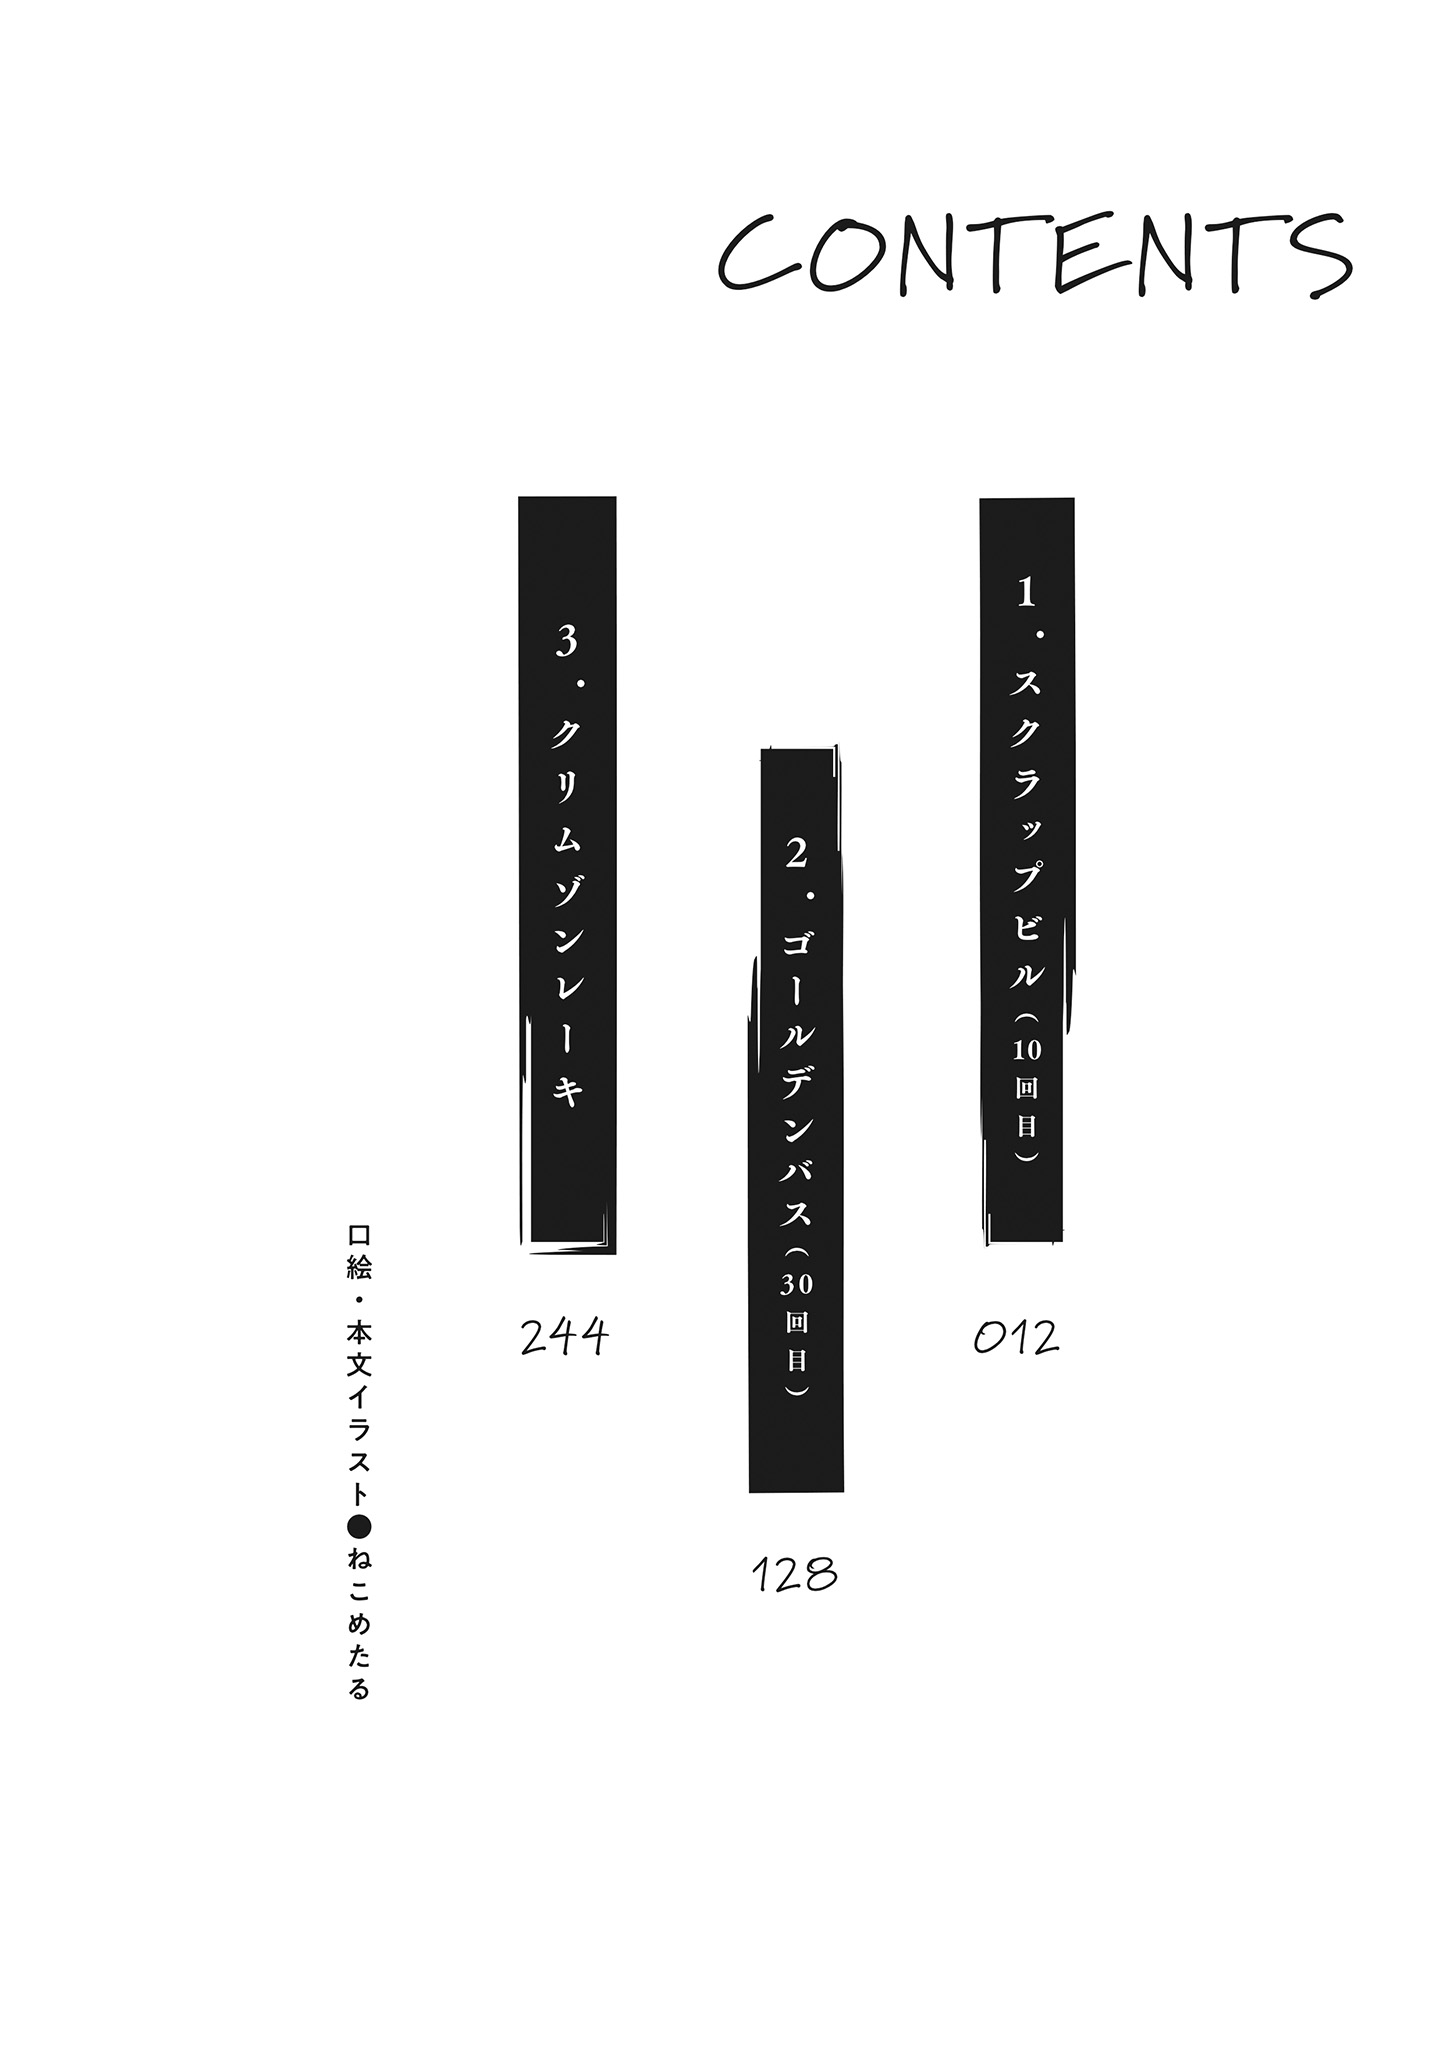 CONTENTS
1.スクラップビル(10回目)
012
2.ゴールデンバス(30回目)
128
3.クリムゾンレーキ
244
口絵・本文イラスト●ねこめたる